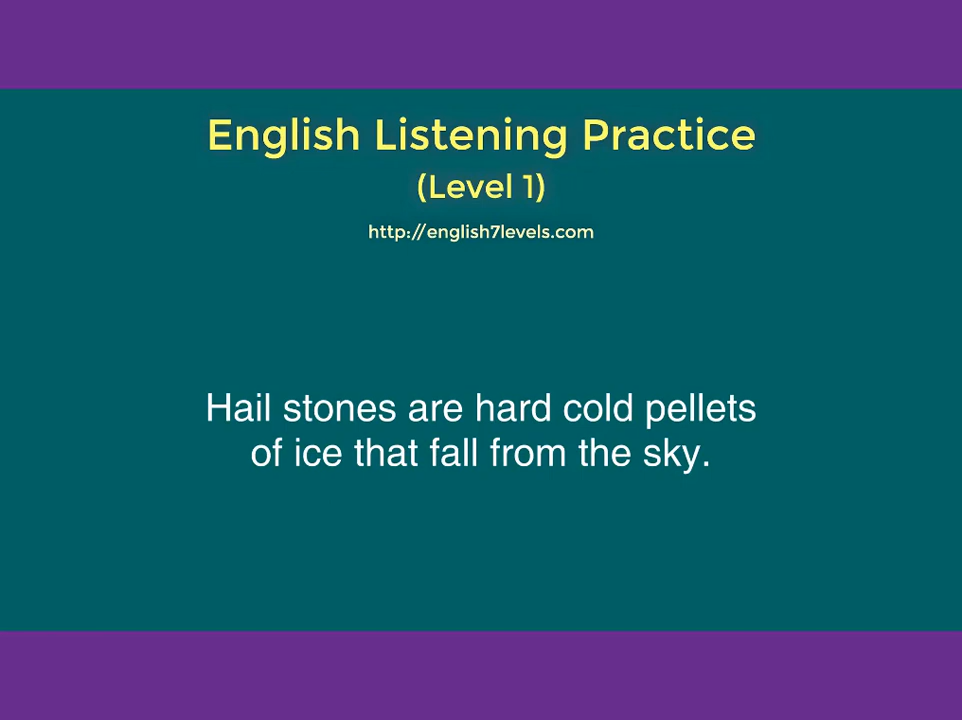 English Listening Practice
(Level 1)
http://english7levels.com
Hail stones are hard cold pellets
of ice that fall from the sky.